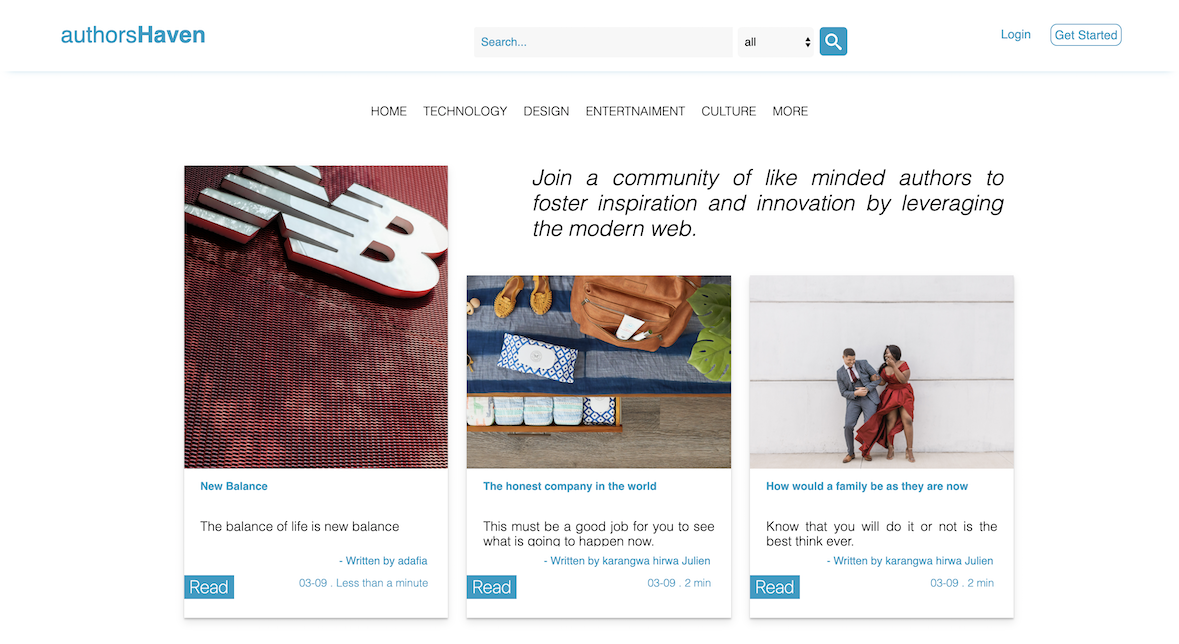 authorsHaven
Search...
all
Login
Get Started
HOME TECHNOLOGY DESIGN ENTERTNAIMENT CULTURE MORE
Join a community of like minded authors to
foster inspiration and innovation by leveraging
the modern web.
NB
New Balance
The balance of life is new balance
- Written by adafia
Read
03-09 . Less than a minute
The honest company in the world
This must be a good job for you to see
what is going to happen now.
- Written by karangwa hirwa Julien
Read
03-09 . 2 min
How would a family be as they are now
Know that you will do it or not is the
best think ever.
- Written by karangwa hirwa Julien
Read
03-09 . 2 min